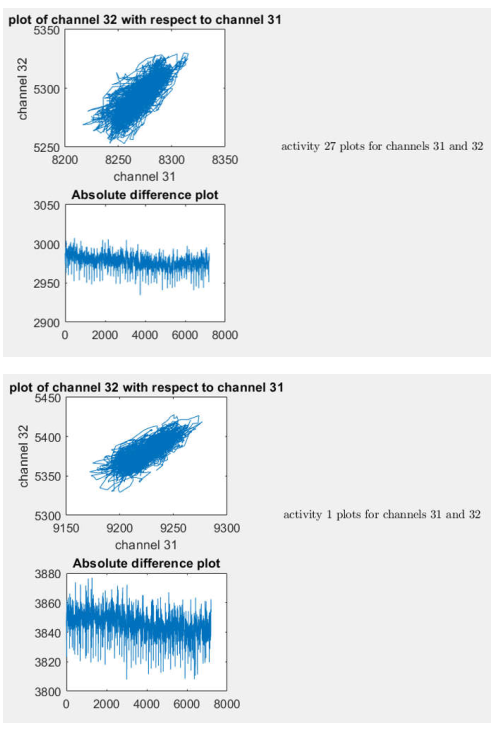 plot of channel 32 with respect to channel 31
5350
5300
5250
channel 32
8200 8250 8300 8350
channel 31
activity 27 plots for channels 31 and 32
Absolute difference plot
3050
3000
2950
2900
0 2000 4000 6000 8000
plot of channel 32 with respect to channel 31
5450
5400
5350
5300
channel 32
9150 9200 9250 9300
channel 31
activity 1 plots for channels 31 and 32
Absolute difference plot
3880
3860
3840
3820
3800
0 2000 4000 6000 8000